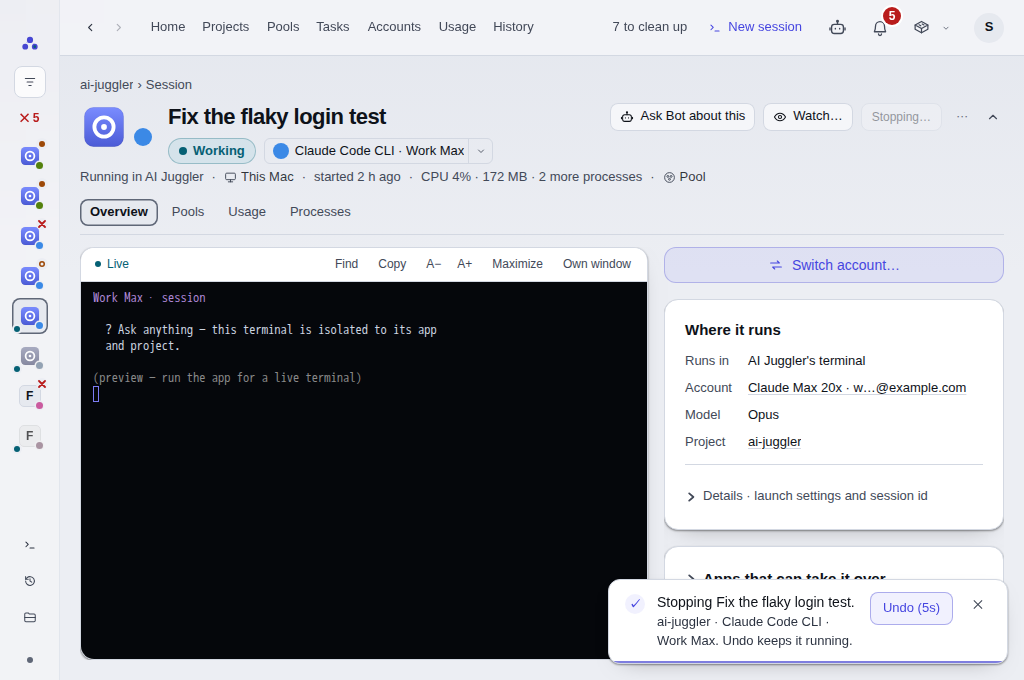 Home Projects Pools Tasks Accounts Usage History 7 to clean up New session 5 S
5
ai-juggler › Session
Fix the flaky login test
Ask Bot about this Watch… Stopping… ···
Working Claude Code CLI · Work Max
Running in AI Juggler · This Mac · started 2 h ago · CPU 4% · 172 MB · 2 more processes · Pool
Overview Pools Usage Processes
Live Find Copy A− A+ Maximize Own window
Work Max · session
? Ask anything — this terminal is isolated to its app
and project.
(preview — run the app for a live terminal)
F
F
Switch account…
Where it runs
Runs in AI Juggler's terminal
Account Claude Max 20x · w…@example.com
Model Opus
Project ai-juggler
Details · launch settings and session id
Apps that can take it over
Stopping Fix the flaky login test.
ai-juggler · Claude Code CLI ·
Work Max. Undo keeps it running.
Undo (5s)